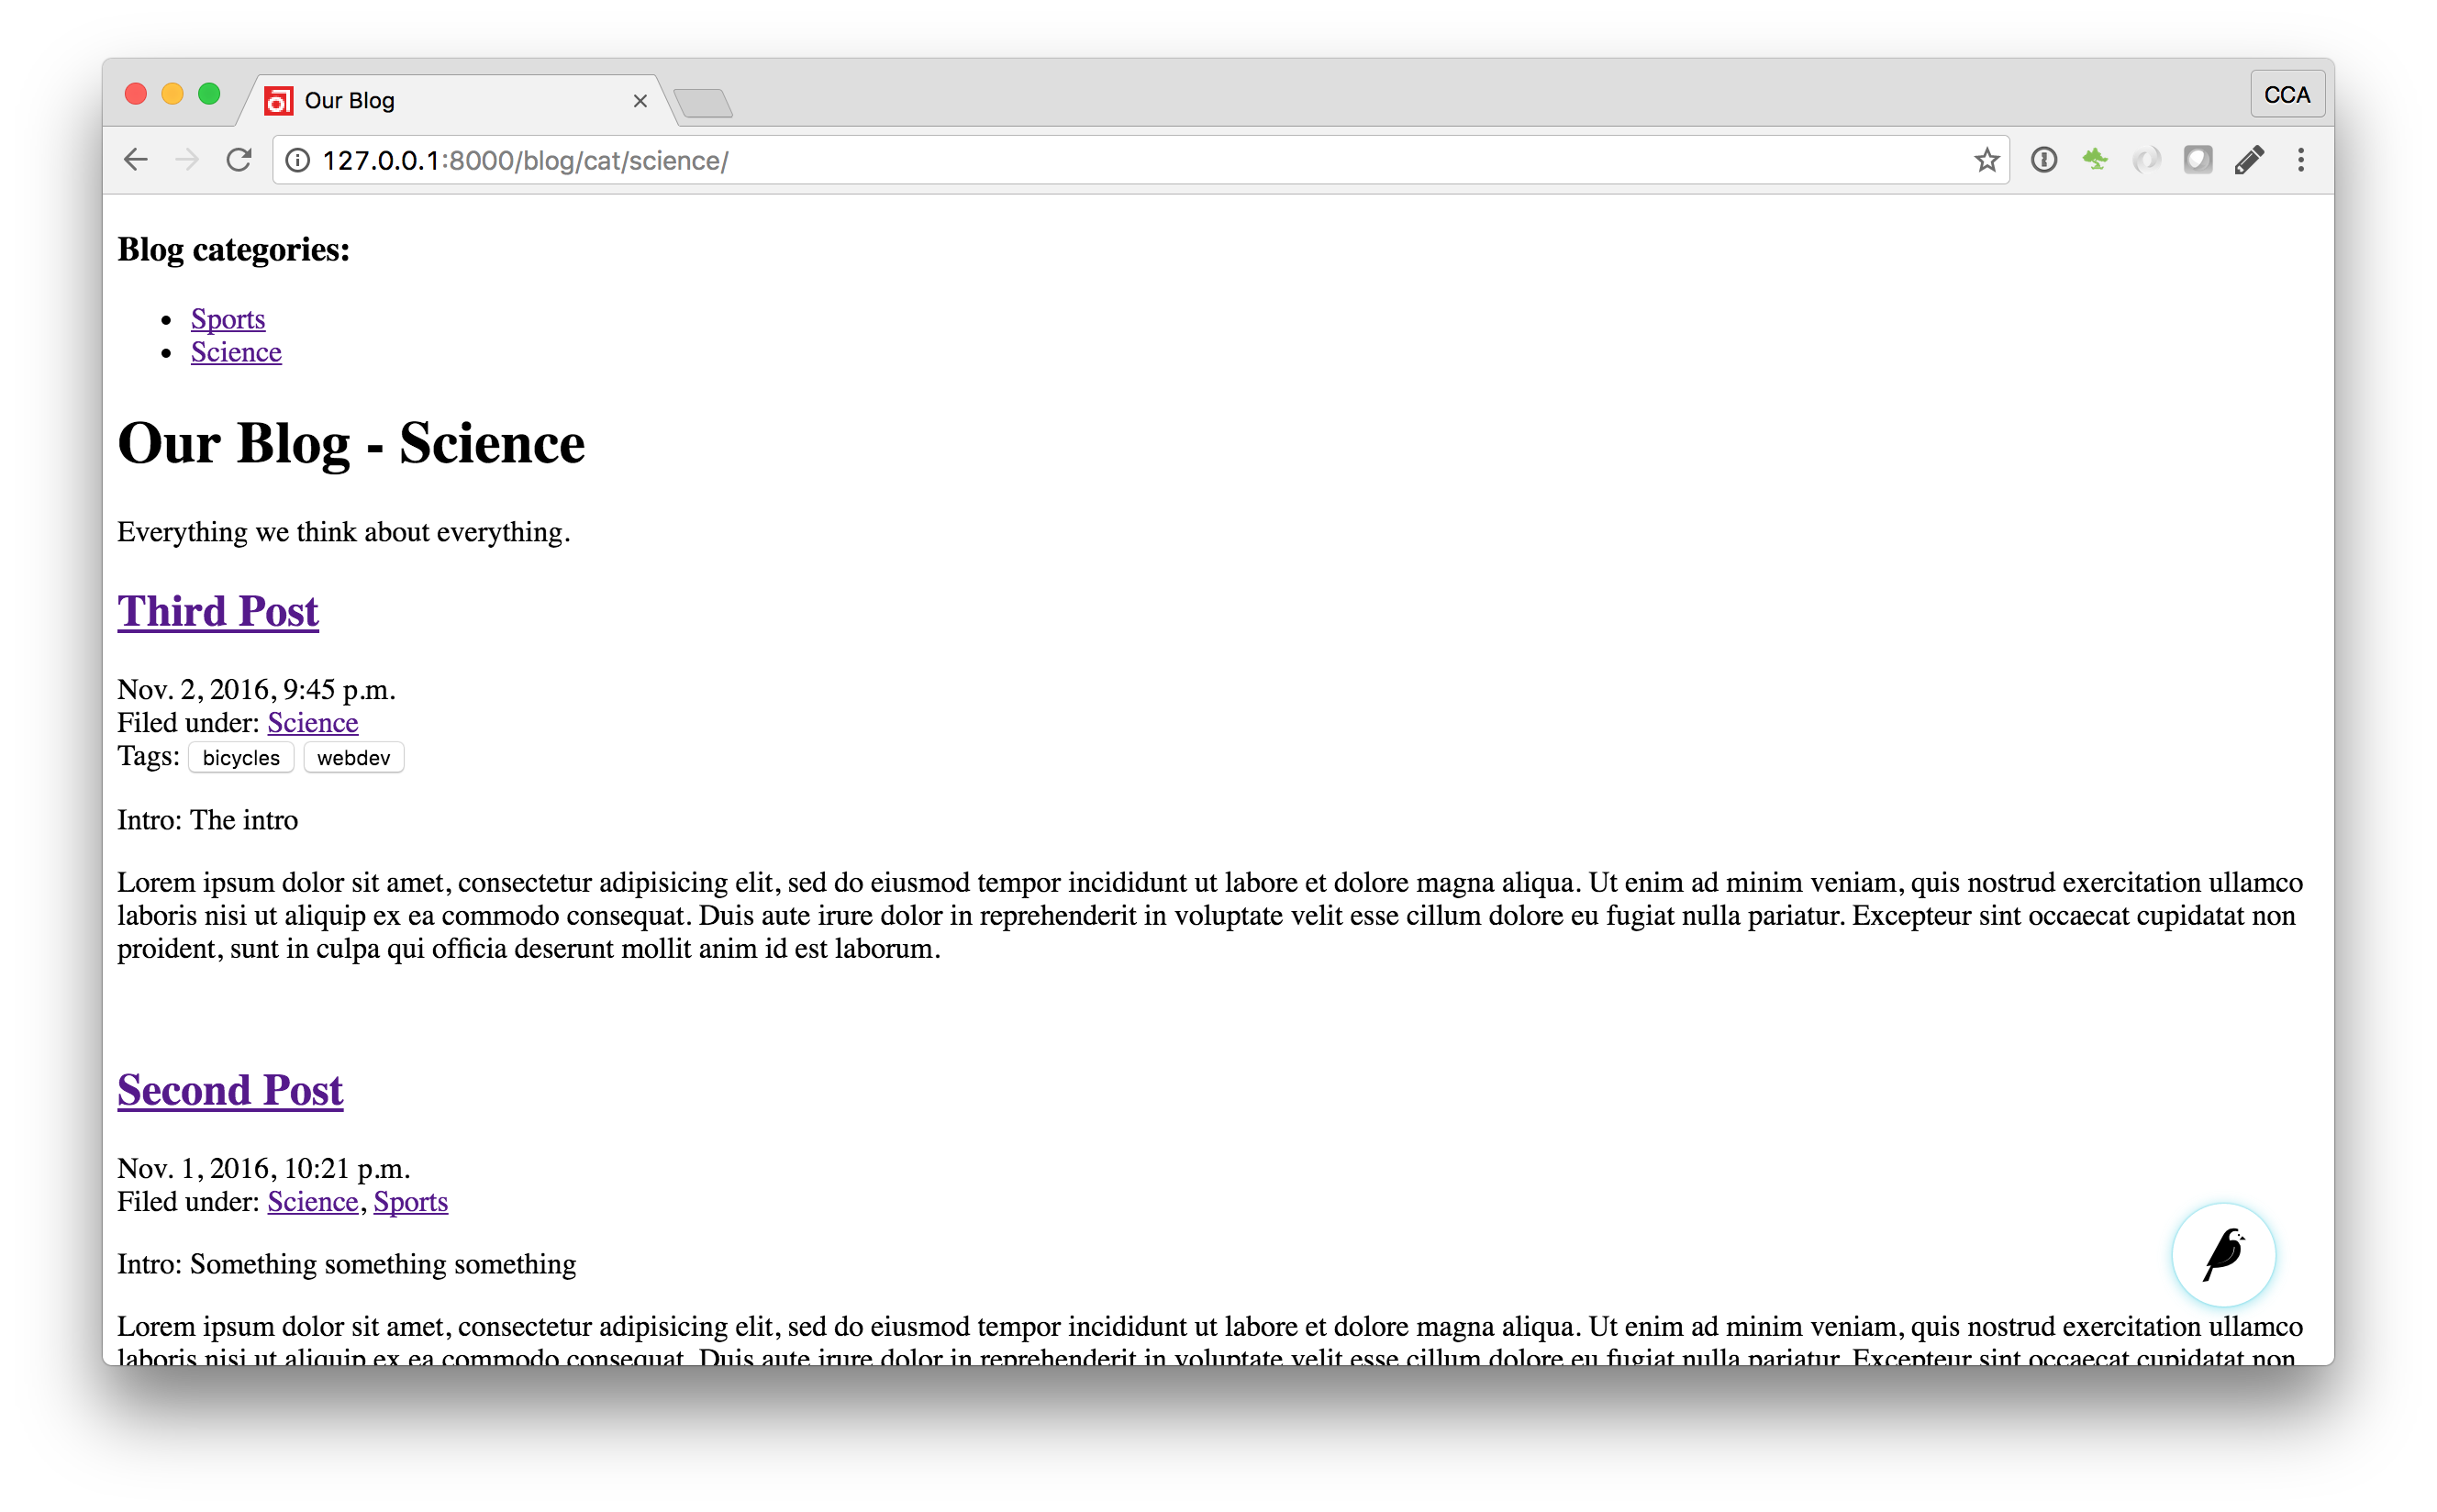 Our Blog
CCA
127.0.0.1:8000/blog/cat/science/
Blog categories:
Sports
Science
Our Blog - Science
Everything we think about everything.
Third Post
Nov. 2, 2016, 9:45 p.m.
Filed under: Science
Tags: bicycles webdev
Intro: The intro
Lorem ipsum dolor sit amet, consectetur adipisicing elit, sed do eiusmod tempor incididunt ut labore et dolore magna aliqua. Ut enim ad minim veniam, quis nostrud exercitation ullamco
laboris nisi ut aliquip ex ea commodo consequat. Duis aute irure dolor in reprehenderit in voluptate velit esse cillum dolore eu fugiat nulla pariatur. Excepteur sint occaecat cupidatat non
proident, sunt in culpa qui officia deserunt mollit anim id est laborum.
Second Post
Nov. 1, 2016, 10:21 p.m.
Filed under: Science, Sports
Intro: Something something something
Lorem ipsum dolor sit amet, consectetur adipisicing elit, sed do eiusmod tempor incididunt ut labore et dolore magna aliqua. Ut enim ad minim veniam, quis nostrud exercitation ullamco
laboris nisi ut aliquip ex ea commodo consequat. Duis aute irure dolor in reprehenderit in voluptate velit esse cillum dolore eu fugiat nulla pariatur. Excepteur sint occaecat cupidatat non